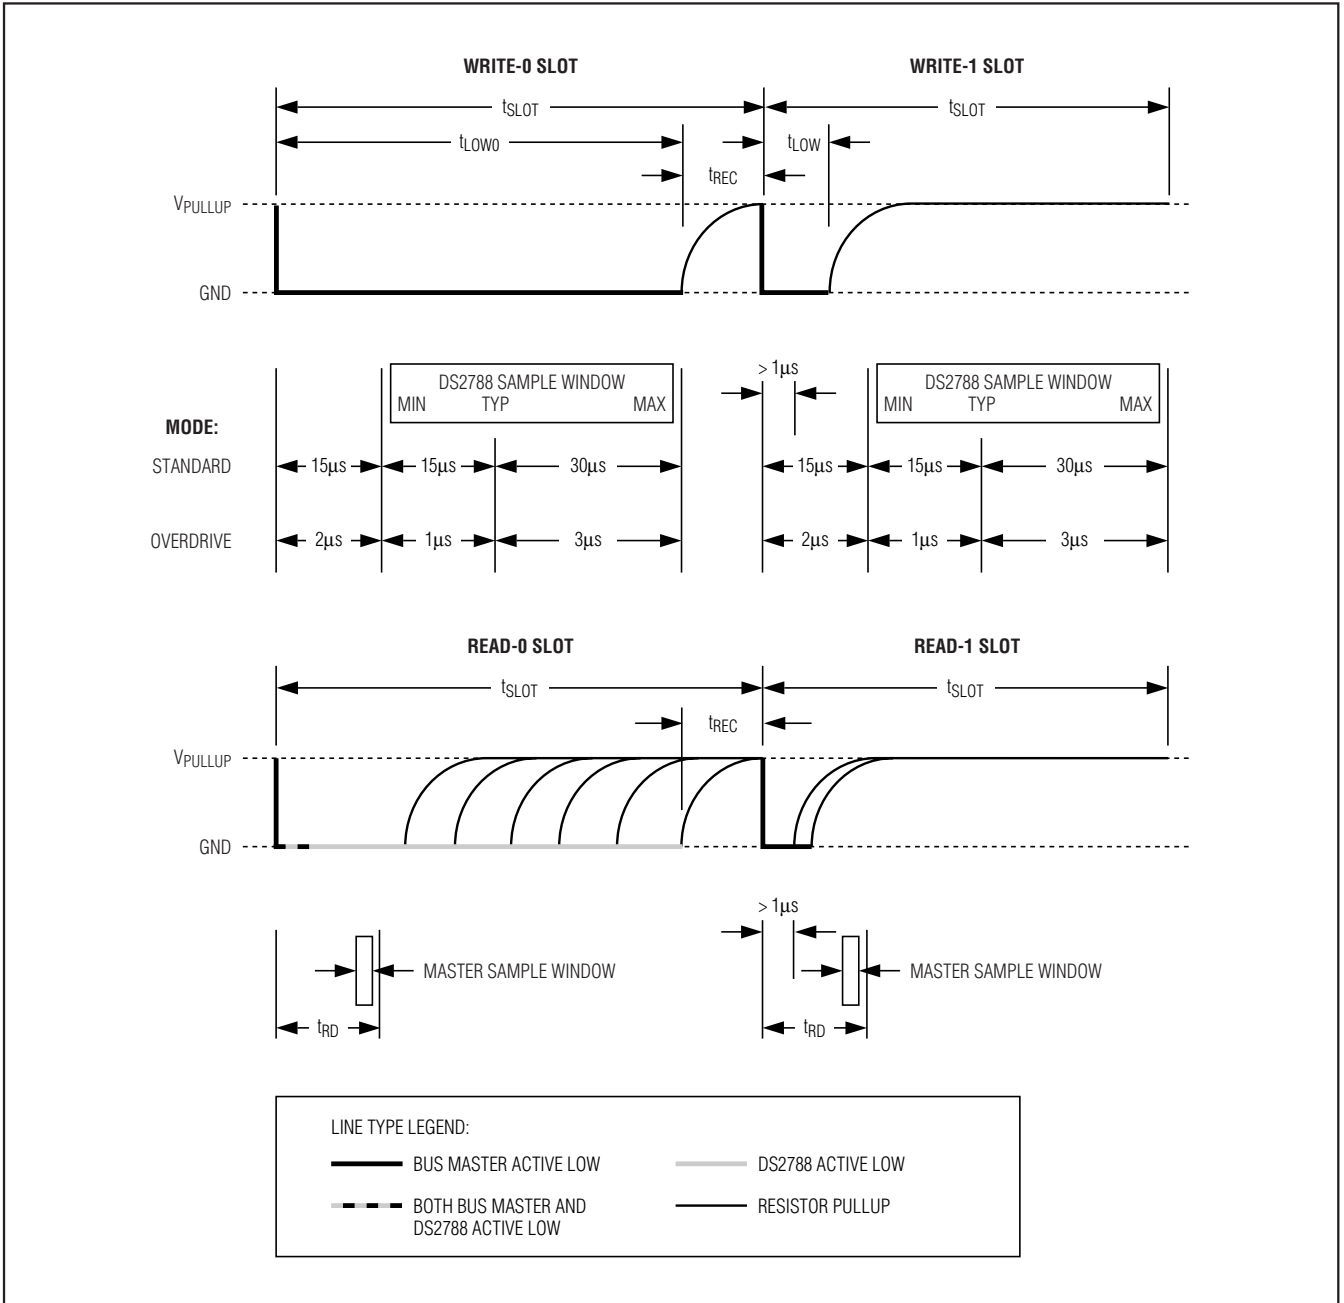 WRITE-0 SLOT WRITE-1 SLOT
tSLOT tSLOT
tLOW0 tLOW
tREC
VPULLUP
GND
> 1μs
DS2788 SAMPLE WINDOW DS2788 SAMPLE WINDOW
MIN TYP MAX MIN TYP MAX
MODE:
STANDARD 15μs 15μs 30μs 15μs 15μs 30μs
OVERDRIVE 2μs 1μs 3μs 2μs 1μs 3μs
READ-0 SLOT READ-1 SLOT
tSLOT tSLOT
tREC
VPULLUP
GND
> 1μs
MASTER SAMPLE WINDOW MASTER SAMPLE WINDOW
tRD tRD
LINE TYPE LEGEND:
BUS MASTER ACTIVE LOW DS2788 ACTIVE LOW
BOTH BUS MASTER AND RESISTOR PULLUP
DS2788 ACTIVE LOW